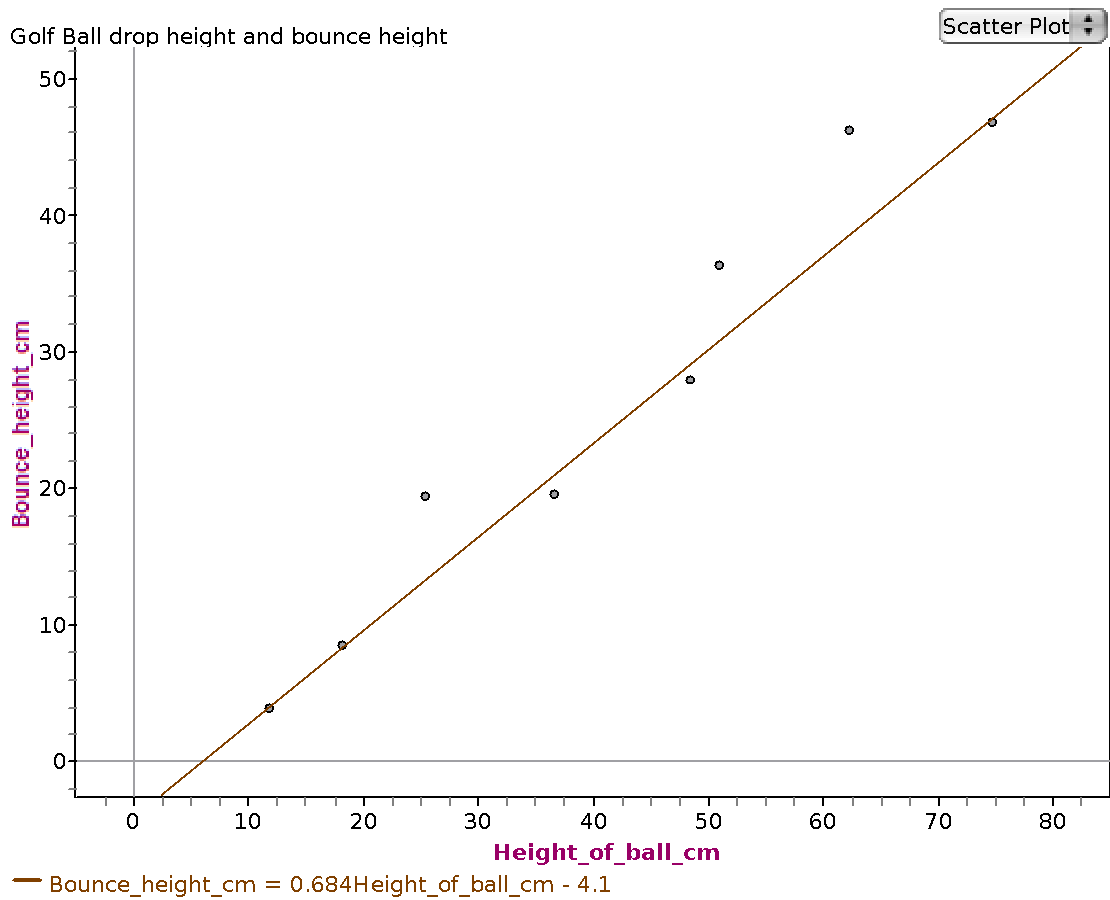 Golf Ball drop height and bounce height
Scatter Plot
50
40
30
20
10
0
Bounce_height_cm
0 10 20 30 40 50 60 70 80
Height_of_ball_cm
Bounce_height_cm = 0.684Height_of_ball_cm - 4.1